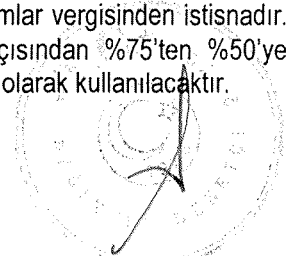 mlar vergisinden istisnadır.
çısından %75'ten %50'ye
olarak kullanılacaktır.